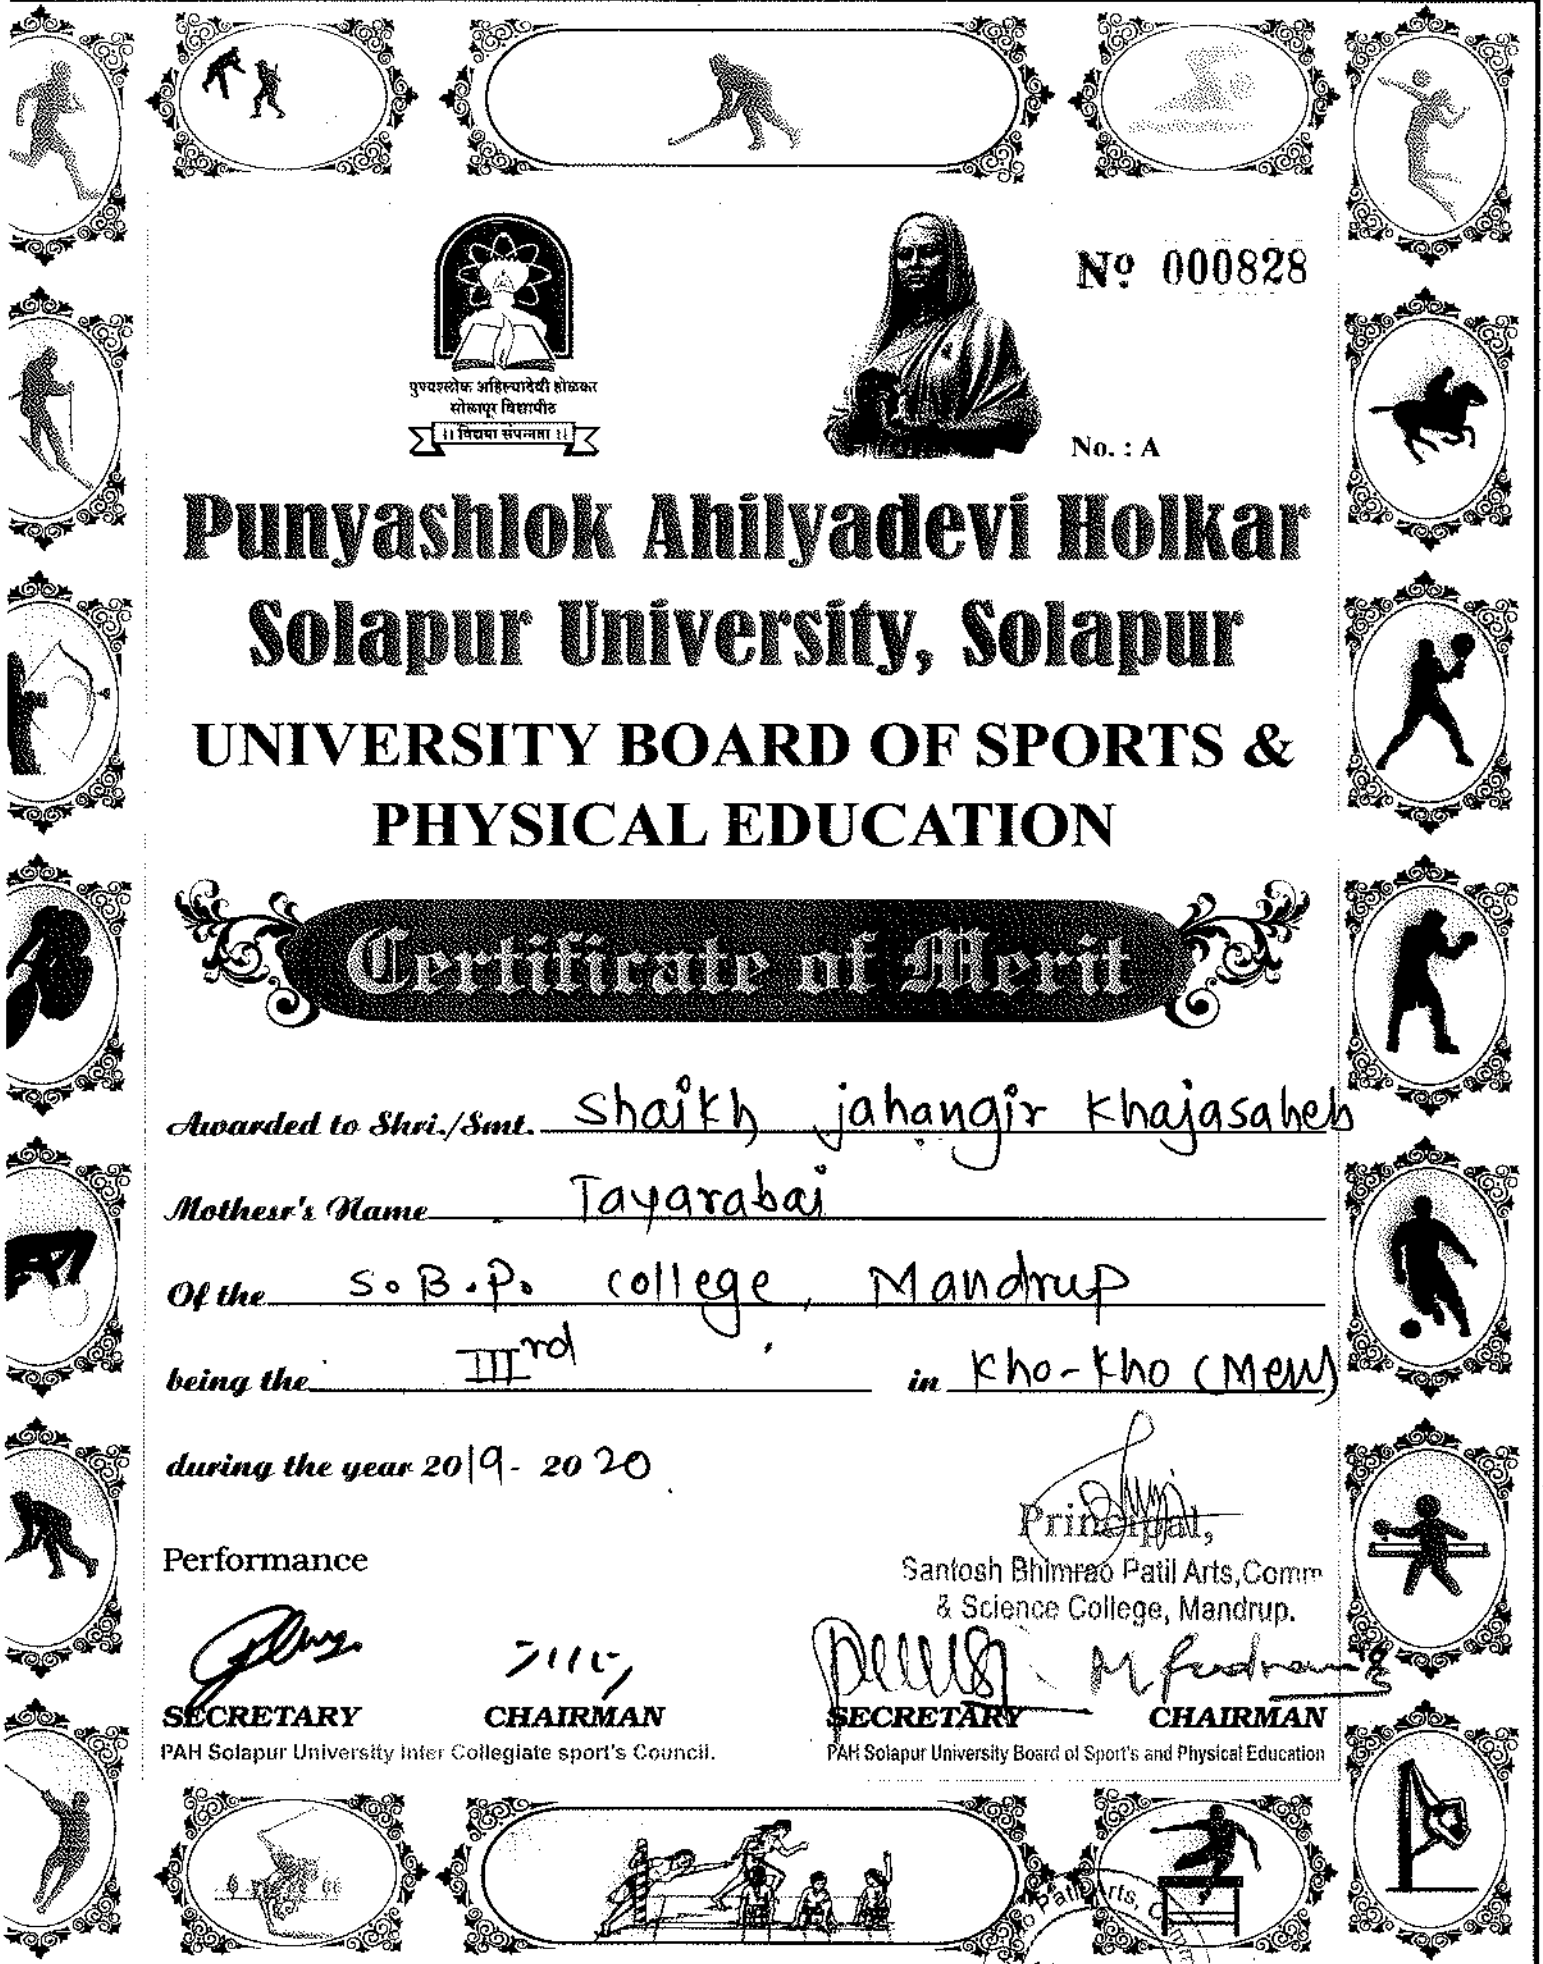 Nº 000828
पुण्यश्लोक अहिल्यादेवी होळकर
सोलापूर विद्यापीठ
।। विद्यया संपन्नता ।।
No. : A
Punyashlok Ahilyadevi Holkar
Solapur University, Solapur
UNIVERSITY BOARD OF SPORTS &
PHYSICAL EDUCATION
Certificate of Merit
Awarded to Shri./Smt. Shaikh jahangir Khajasaheb
Mothesr's Name Tayarabai
Of the S.B.P. college, Mandrup
being the IIIrd in Kho-Kho (Men)
during the year 2019-2020
Principal,
Performance
Santosh Bhimrao Patil Arts,Comm
& Science College, Mandrup.
SECRETARY CHAIRMAN SECRETARY CHAIRMAN
PAH Solapur University Inter Collegiate sport's Council. PAH Solapur University Board of Sport's and Physical Education
Patil Arts, C